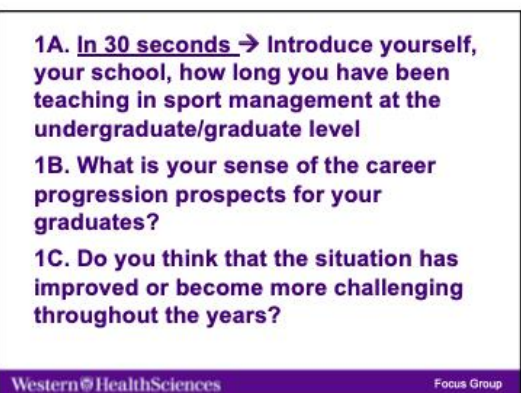 1A. In 30 seconds → Introduce yourself,
your school, how long you have been
teaching in sport management at the
undergraduate/graduate level
1B. What is your sense of the career
progression prospects for your
graduates?
1C. Do you think that the situation has
improved or become more challenging
throughout the years?
Western HealthSciences
Focus Group